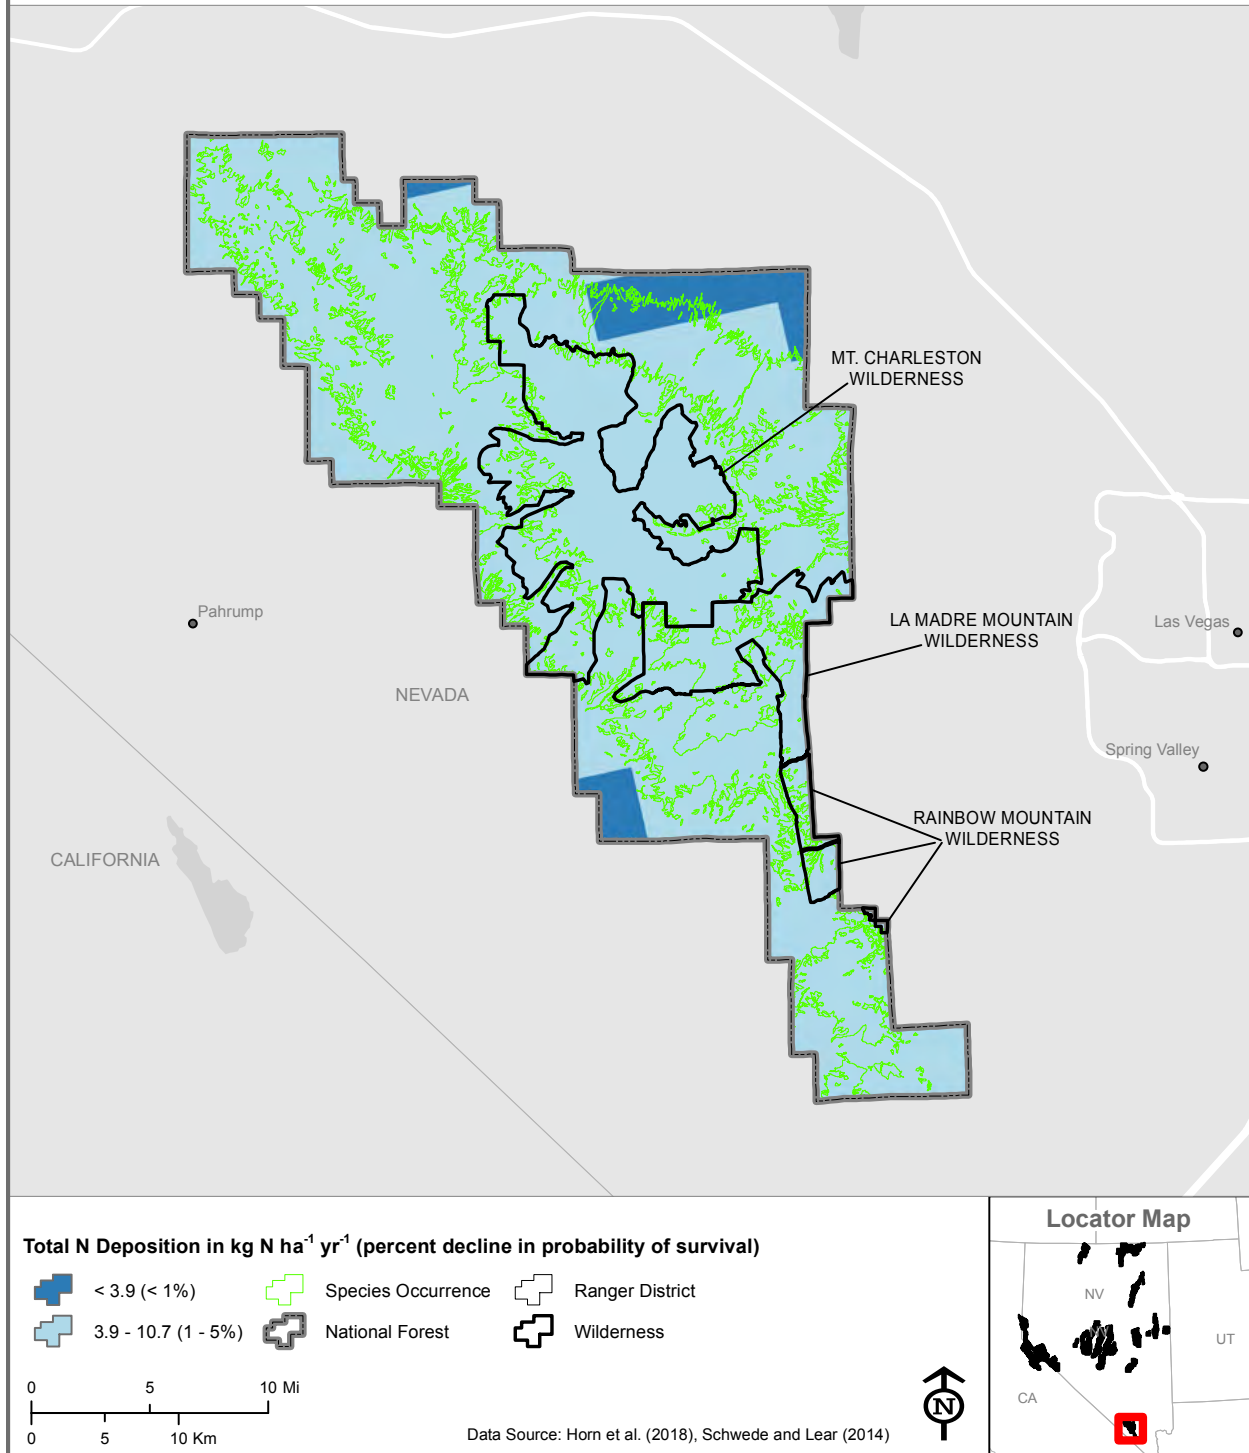 MT. CHARLESTON
WILDERNESS
Pahrump
LA MADRE MOUNTAIN
WILDERNESS
Las Vegas
NEVADA
Spring Valley
RAINBOW MOUNTAIN
WILDERNESS
CALIFORNIA
Total N Deposition in kg N ha-1 yr-1 (percent decline in probability of survival)
< 3.9 (< 1%)
Species Occurrence
Ranger District
3.9 - 10.7 (1 - 5%)
National Forest
Wilderness
0 5 10 Mi
0 5 10 Km
N
Data Source: Horn et al. (2018), Schwede and Lear (2014)
Locator Map
NV
UT
CA